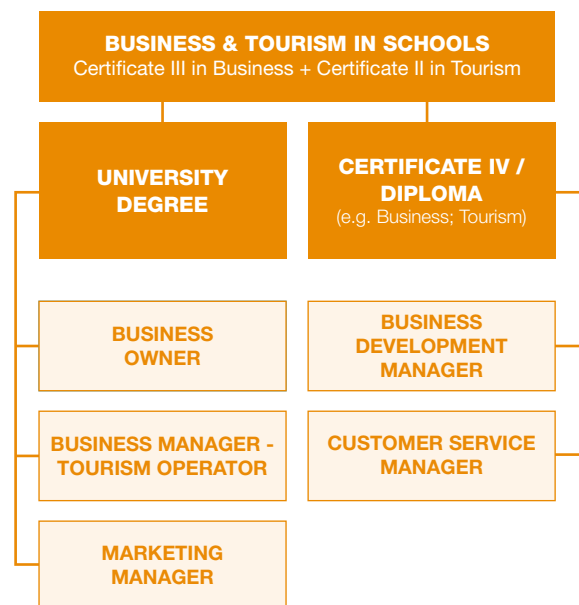 BUSINESS & TOURISM IN SCHOOLS
Certificate III in Business + Certificate II in Tourism
UNIVERSITY
DEGREE
CERTIFICATE IV /
DIPLOMA
(e.g. Business; Tourism)
BUSINESS
OWNER
BUSINESS
DEVELOPMENT
MANAGER
BUSINESS MANAGER -
TOURISM OPERATOR
CUSTOMER SERVICE
MANAGER
MARKETING
MANAGER